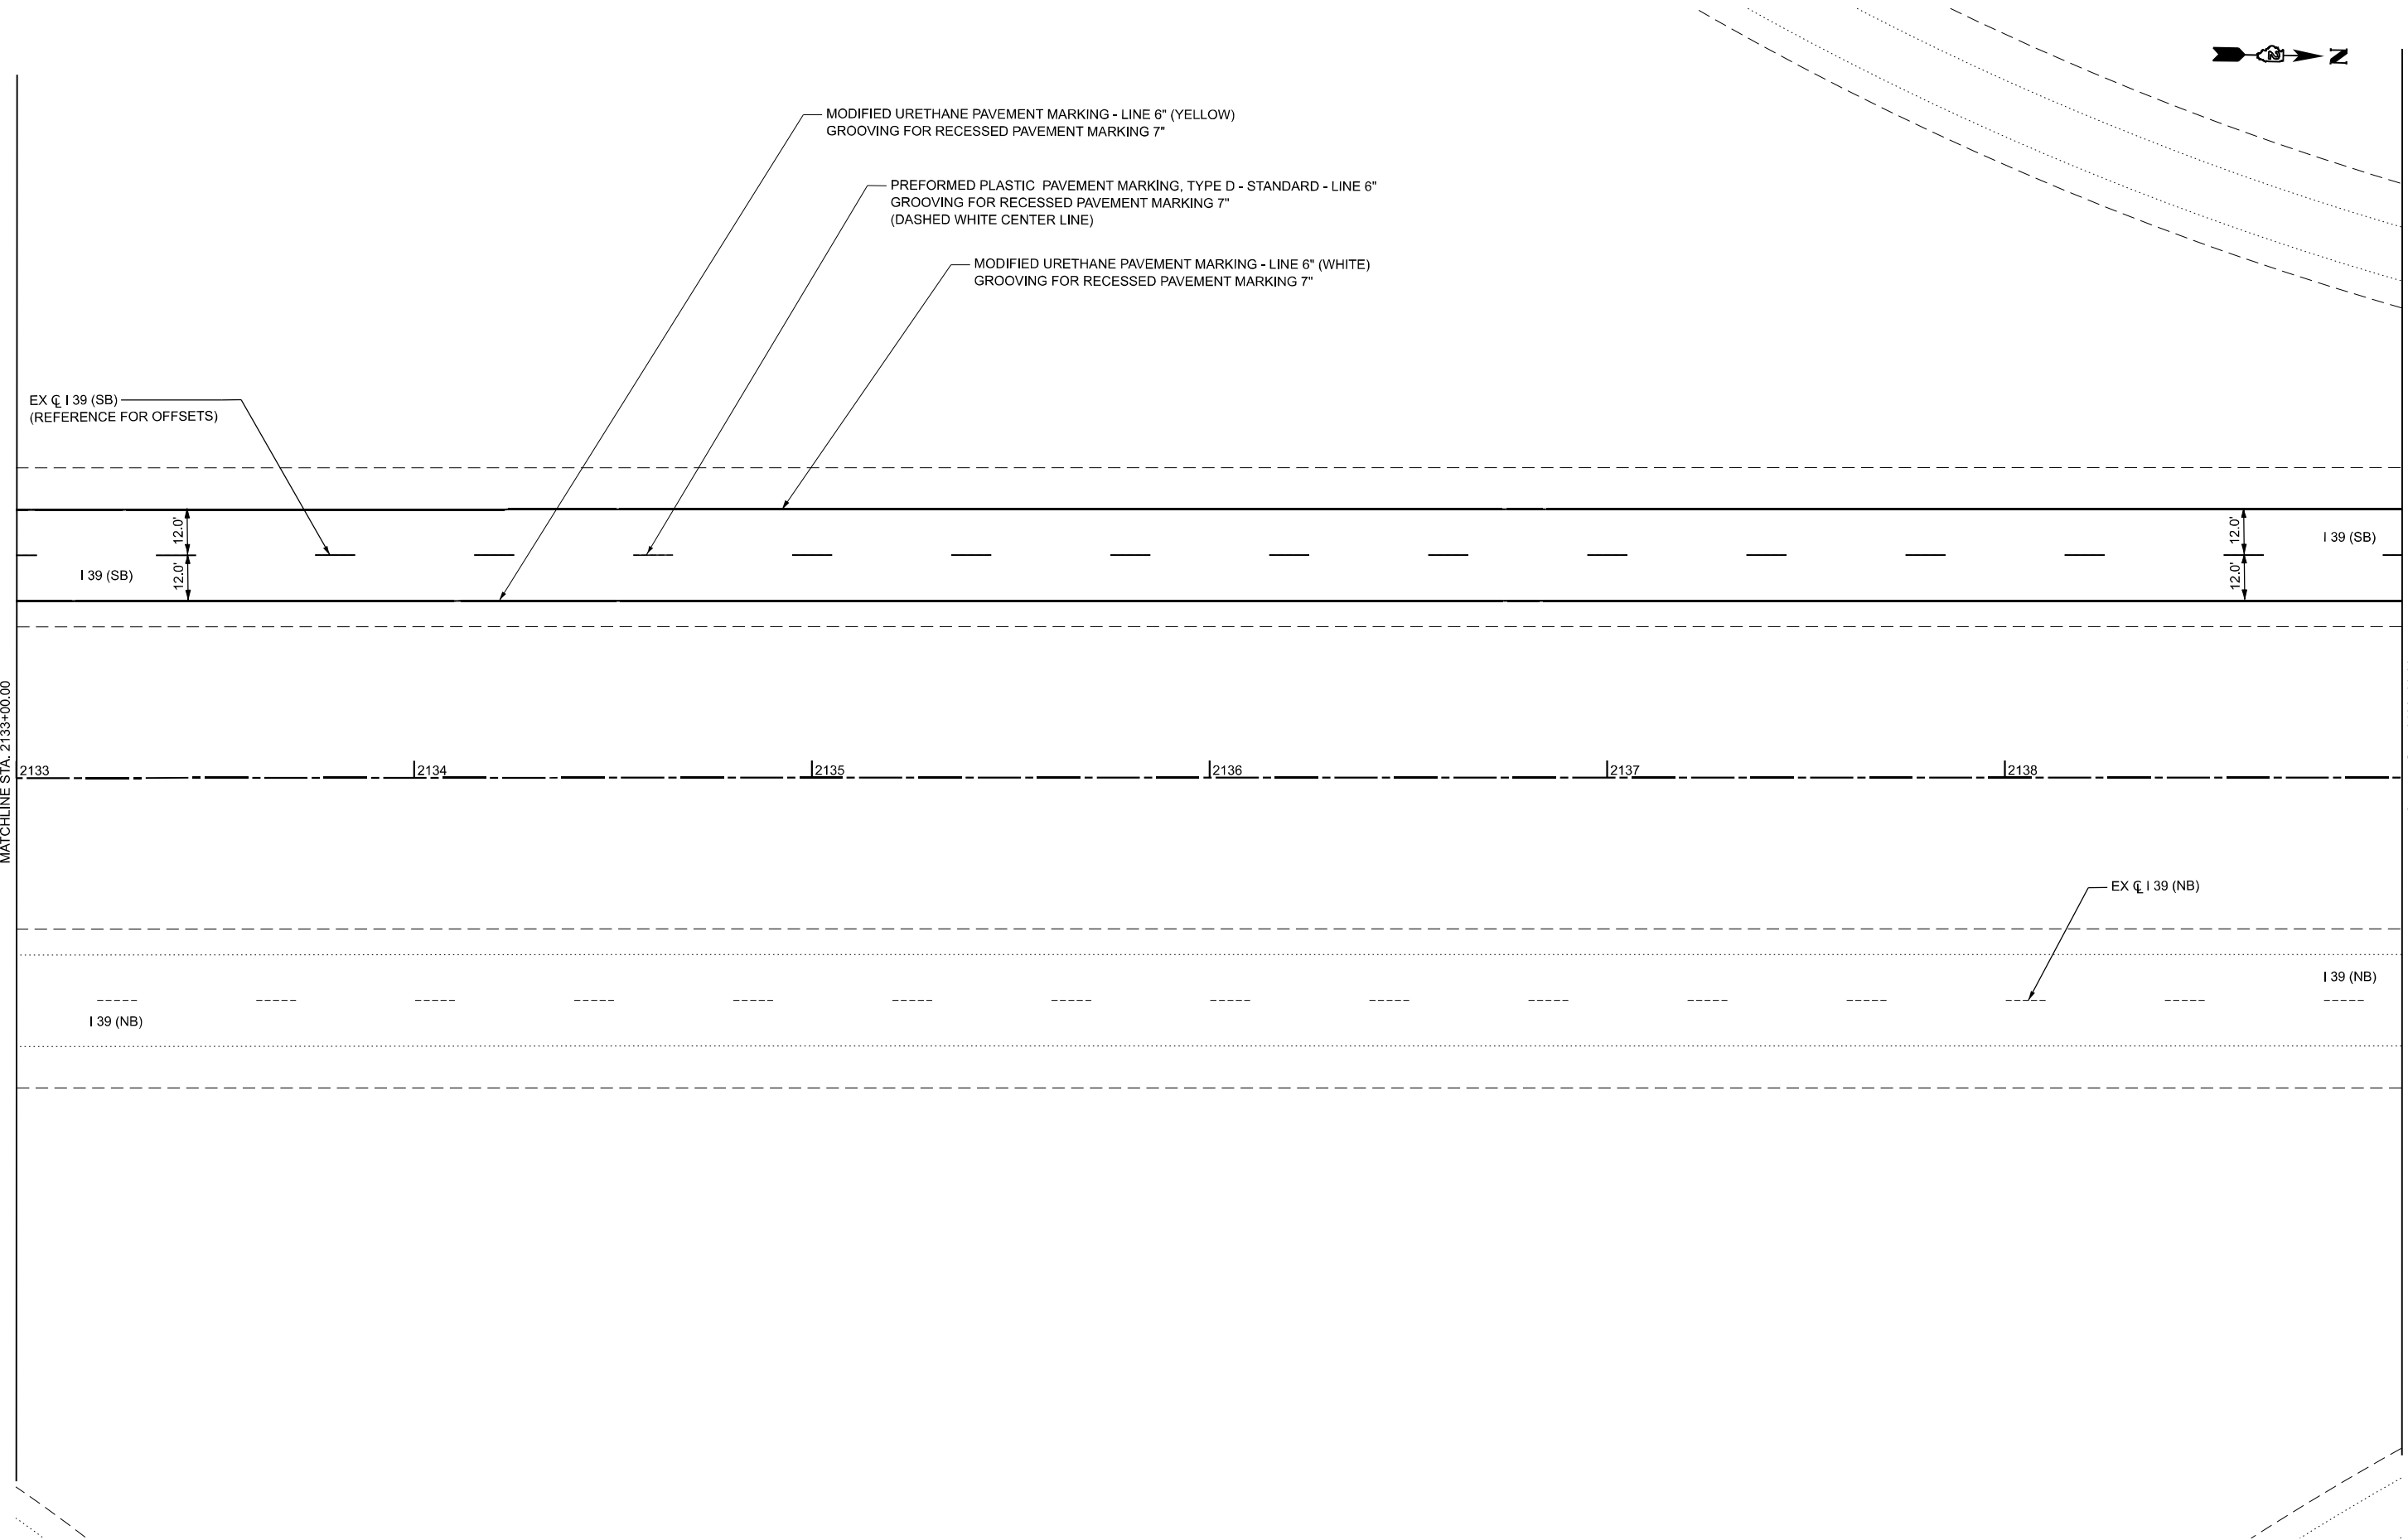 N
MODIFIED URETHANE PAVEMENT MARKING - LINE 6" (YELLOW)
GROOVING FOR RECESSED PAVEMENT MARKING 7"
PREFORMED PLASTIC PAVEMENT MARKING, TYPE D - STANDARD - LINE 6"
GROOVING FOR RECESSED PAVEMENT MARKING 7"
(DASHED WHITE CENTER LINE)
MODIFIED URETHANE PAVEMENT MARKING - LINE 6" (WHITE)
GROOVING FOR RECESSED PAVEMENT MARKING 7"
EX ℄ I 39 (SB)
(REFERENCE FOR OFFSETS)
12.0'
12.0'
I 39 (SB)
12.0'
12.0'
I 39 (SB)
MATCHLINE STA. 2133+00.00
2133
2134
2135
2136
2137
2138
EX ℄ I 39 (NB)
I 39 (NB)
I 39 (NB)